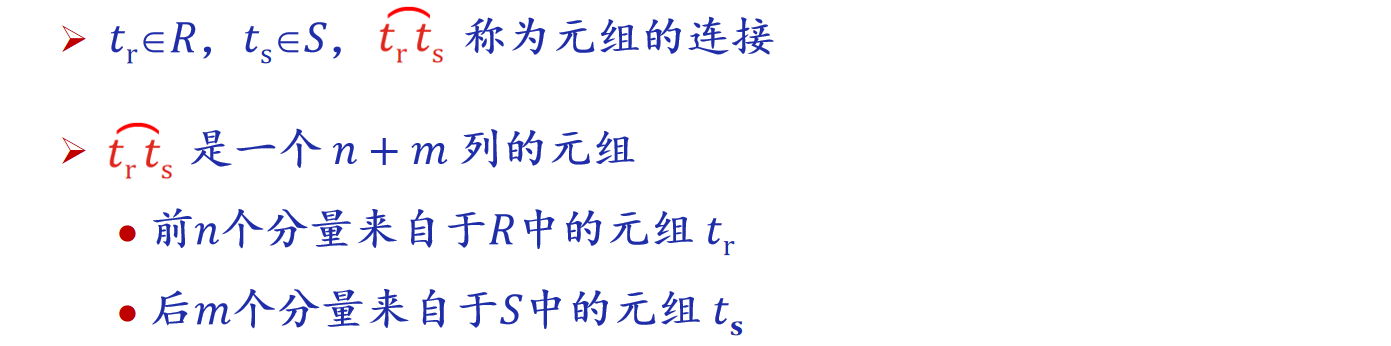 ➢ tᵣ∈R，tₛ∈S， t͡ᵣtₛ 称为元组的连接
➢ t͡ᵣtₛ 是一个 n + m 列的元组
• 前n个分量来自于R中的元组 tᵣ
• 后m个分量来自于S中的元组 tₛ